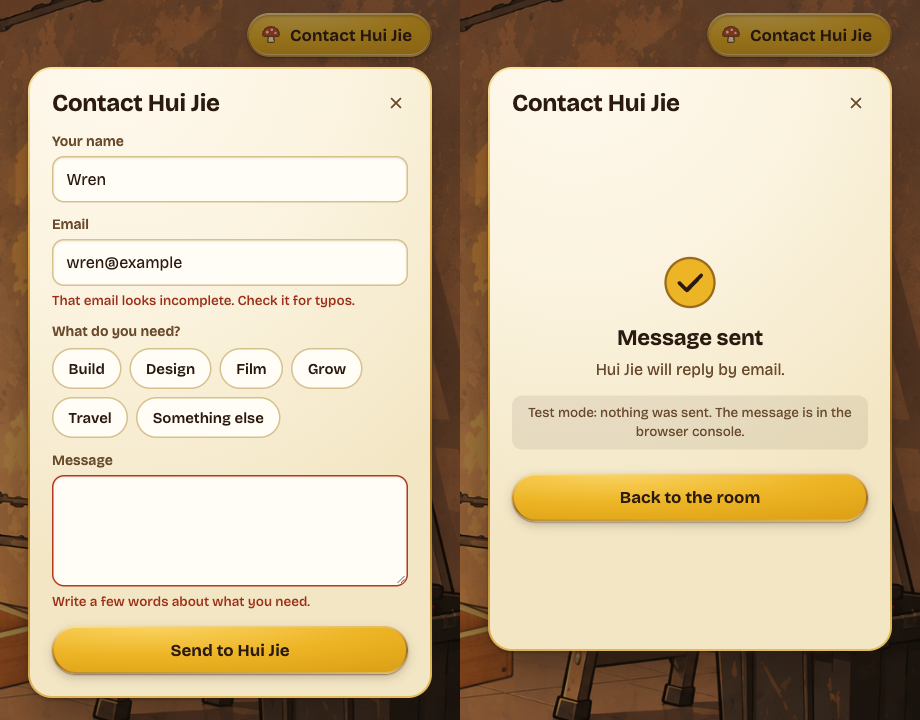 Contact Hui Jie
Contact Hui Jie
Your name
Wren
Email
wren@example
That email looks incomplete. Check it for typos.
What do you need?
Build
Design
Film
Grow
Travel
Something else
Message
Write a few words about what you need.
Send to Hui Jie
Contact Hui Jie
Contact Hui Jie
Message sent
Hui Jie will reply by email.
Test mode: nothing was sent. The message is in the
browser console.
Back to the room